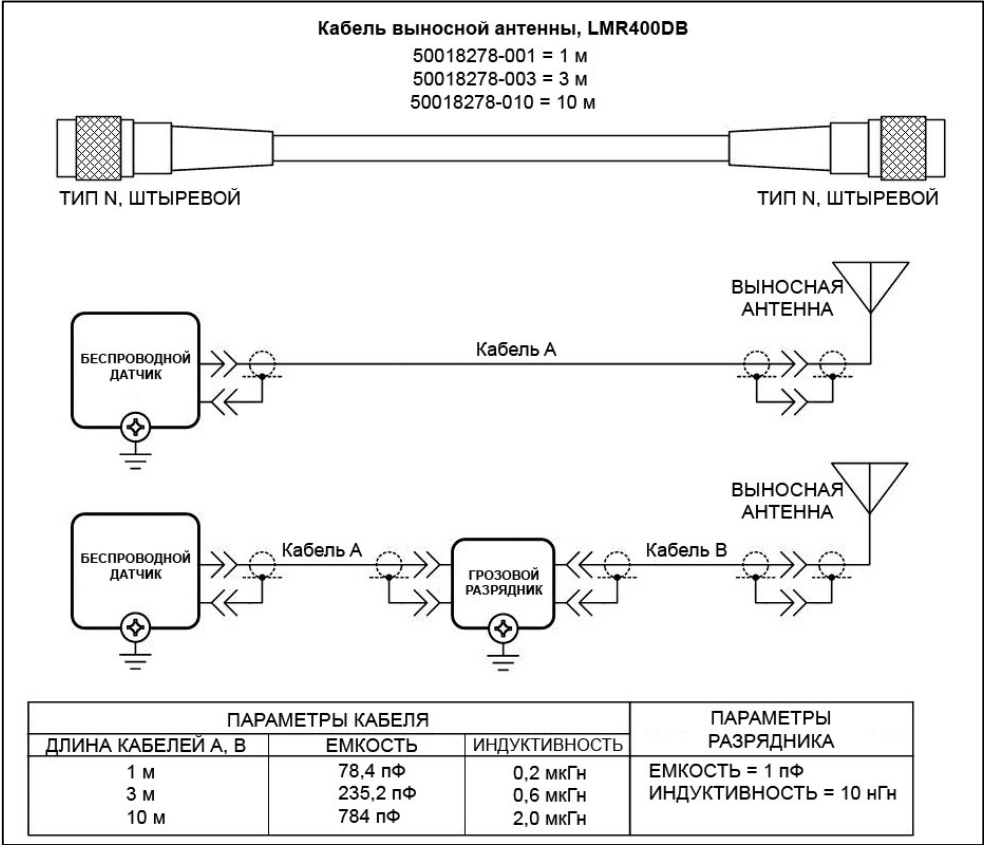 Кабель выносной антенны, LMR400DB
50018278-001 = 1 м
50018278-003 = 3 м
50018278-010 = 10 м
ТИП N, ШТЫРЕВОЙ
ТИП N, ШТЫРЕВОЙ
ВЫНОСНАЯ
АНТЕННА
БЕСПРОВОДНОЙ
ДАТЧИК
Кабель А
ВЫНОСНАЯ
АНТЕННА
БЕСПРОВОДНОЙ
ДАТЧИК
Кабель А
ГРОЗОВОЙ
РАЗРЯДНИК
Кабель В
ПАРАМЕТРЫ КАБЕЛЯ
ПАРАМЕТРЫ
РАЗРЯДНИКА
ДЛИНА КАБЕЛЕЙ А, В ЕМКОСТЬ ИНДУКТИВНОСТЬ
1 м 78,4 пФ 0,2 мкГн
3 м 235,2 пФ 0,6 мкГн
10 м 784 пФ 2,0 мкГн
ЕМКОСТЬ = 1 пФ
ИНДУКТИВНОСТЬ = 10 нГн